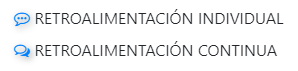 RETROALIMENTACIÓN INDIVIDUAL
RETROALIMENTACIÓN CONTINUA